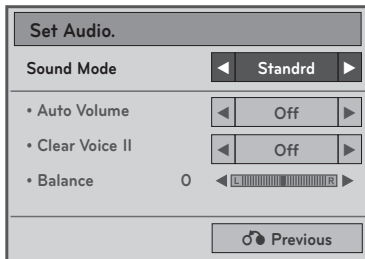 Set Audio.
Sound Mode ◀ Standrd ▶
• Auto Volume ◀ Off ▶
• Clear Voice II ◀ Off ▶
• Balance 0 ◀ L R ▶
Previous